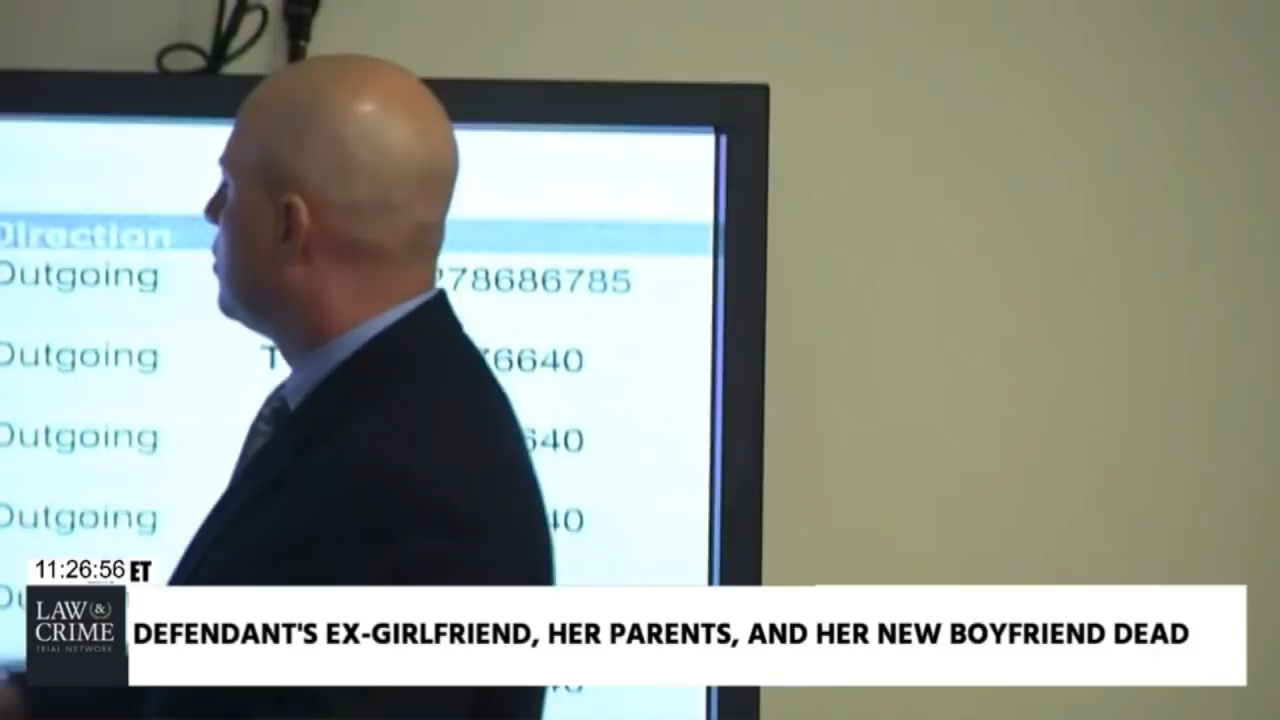 Direction
Outgoing 278686785
Outgoing T 76640
Outgoing 640
Outgoing 40
11:26:56 ET
LAW &
CRIME
TRIAL NETWORK
DEFENDANT'S EX-GIRLFRIEND, HER PARENTS, AND HER NEW BOYFRIEND DEAD